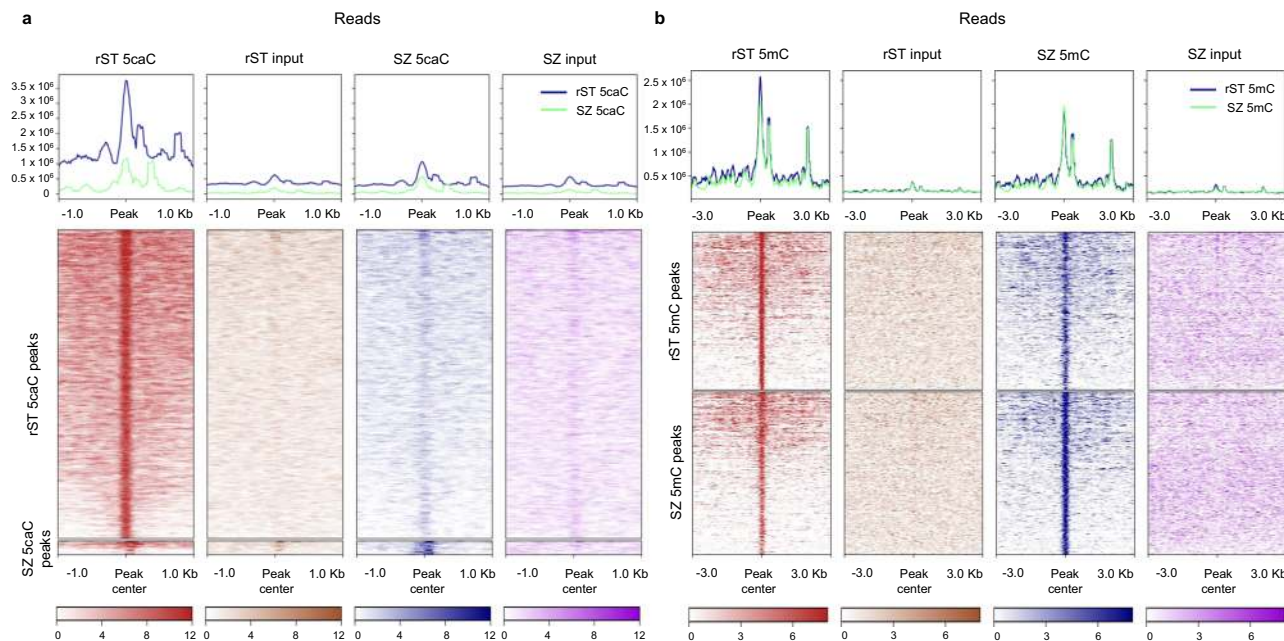 a
Reads
rST 5caC
rST input
SZ 5caC
SZ input
3.5 x 10⁶
3 x 10⁶
2.5 x 10⁶
2 x 10⁶
1.5 x 10⁶
1 x 10⁶
0.5 x 10⁶
0
rST 5caC
SZ 5caC
-1.0 Peak 1.0 Kb
-1.0 Peak 1.0 Kb
-1.0 Peak 1.0 Kb
-1.0 Peak 1.0 Kb
rST 5caC peaks
SZ 5caC
peaks
-1.0 Peak 1.0 Kb
center
-1.0 Peak 1.0 Kb
center
-1.0 Peak 1.0 Kb
center
-1.0 Peak 1.0 Kb
center
0 4 8 12
0 4 8 12
0 4 8 12
0 4 8 12
b
Reads
rST 5mC
rST input
SZ 5mC
SZ input
2.5 x 10⁶
2 x 10⁶
1.5 x 10⁶
1 x 10⁶
0.5 x 10⁶
rST 5mC
SZ 5mC
-3.0 Peak 3.0 Kb
-3.0 Peak 3.0 Kb
-3.0 Peak 3.0 Kb
-3.0 Peak 3.0 Kb
rST 5mC peaks
SZ 5mC peaks
-3.0 Peak 3.0 Kb
center
-3.0 Peak 3.0 Kb
center
-3.0 Peak 3.0 Kb
center
-3.0 Peak 3.0 Kb
center
0 3 6
0 3 6
0 3 6
0 3 6